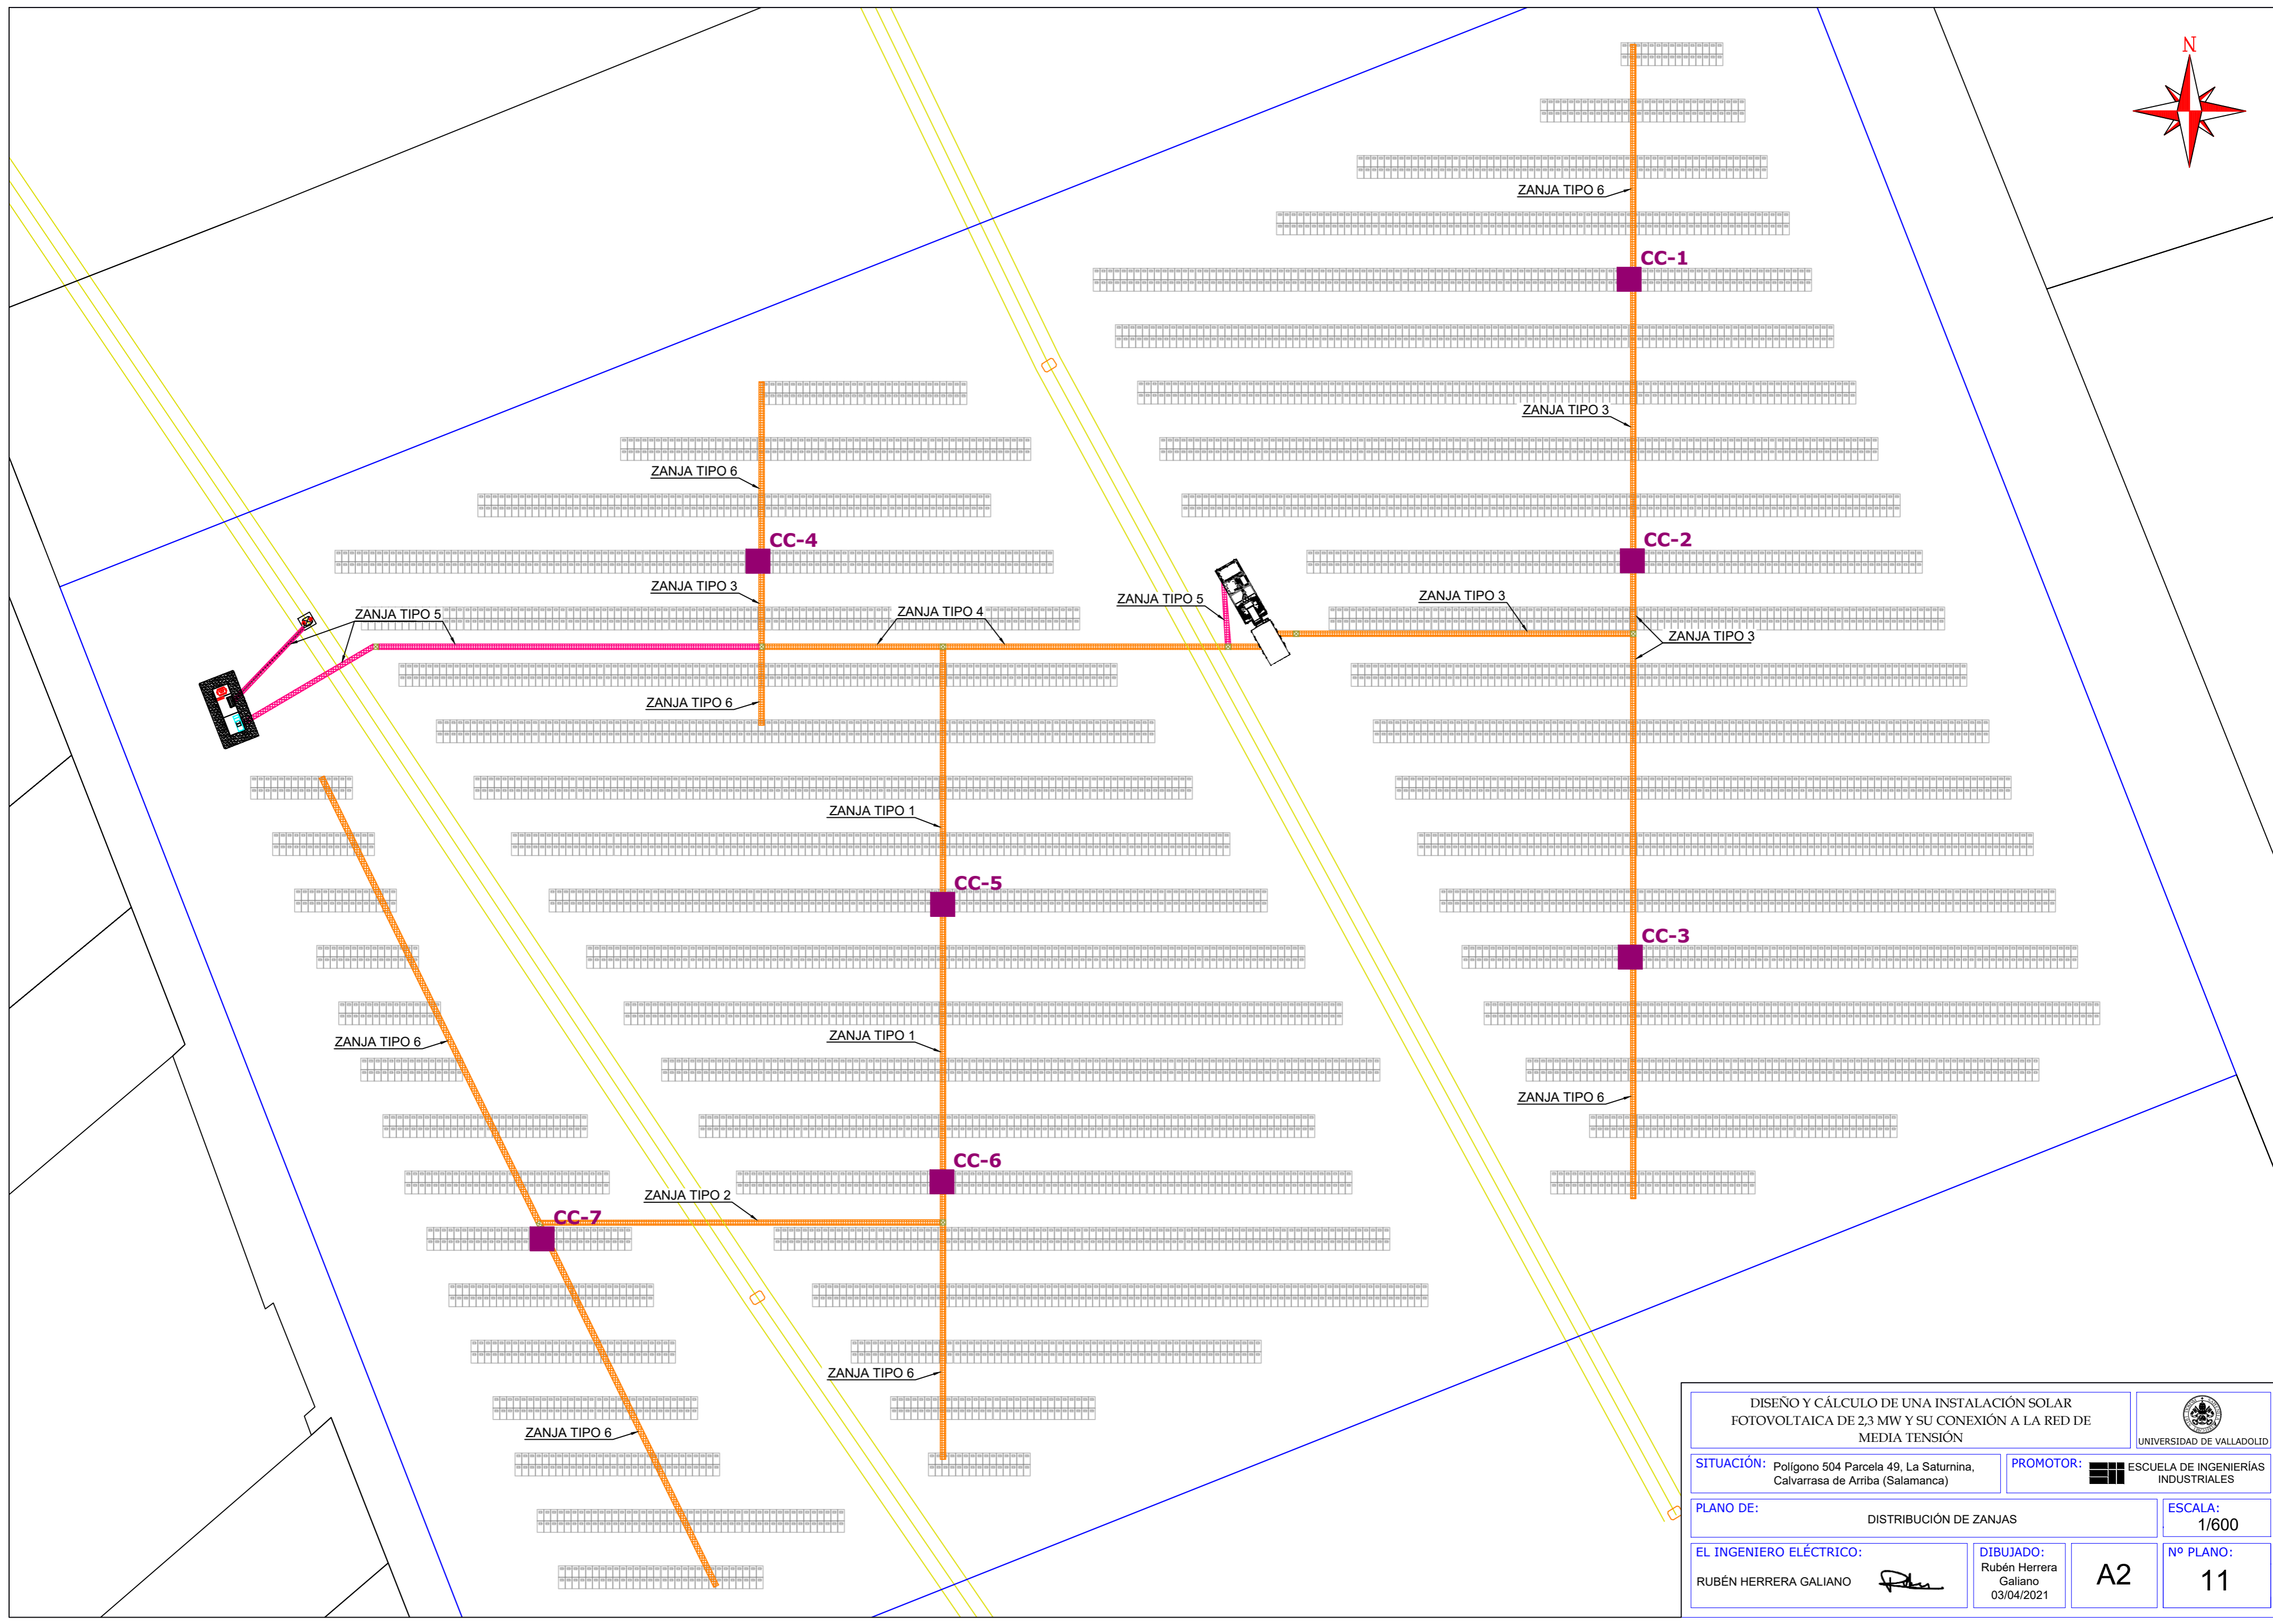 N
ZANJA TIPO 6
CC-1
ZANJA TIPO 3
ZANJA TIPO 6
CC-4
CC-2
ZANJA TIPO 3
ZANJA TIPO 5
ZANJA TIPO 4
ZANJA TIPO 5
ZANJA TIPO 3
ZANJA TIPO 3
ZANJA TIPO 6
ZANJA TIPO 1
CC-5
CC-3
ZANJA TIPO 6
ZANJA TIPO 1
ZANJA TIPO 6
CC-6
ZANJA TIPO 2
CC-7
ZANJA TIPO 6
ZANJA TIPO 6
DISEÑO Y CÁLCULO DE UNA INSTALACIÓN SOLAR
FOTOVOLTAICA DE 2,3 MW Y SU CONEXIÓN A LA RED DE
MEDIA TENSIÓN
UNIVERSIDAD DE VALLADOLID
SITUACIÓN: Polígono 504 Parcela 49, La Saturnina,
Calvarrasa de Arriba (Salamanca)
PROMOTOR: ESCUELA DE INGENIERÍAS
INDUSTRIALES
PLANO DE:
DISTRIBUCIÓN DE ZANJAS
ESCALA:
1/600
EL INGENIERO ELÉCTRICO:
RUBÉN HERRERA GALIANO
DIBUJADO:
Rubén Herrera
Galiano
03/04/2021
A2
Nº PLANO:
11